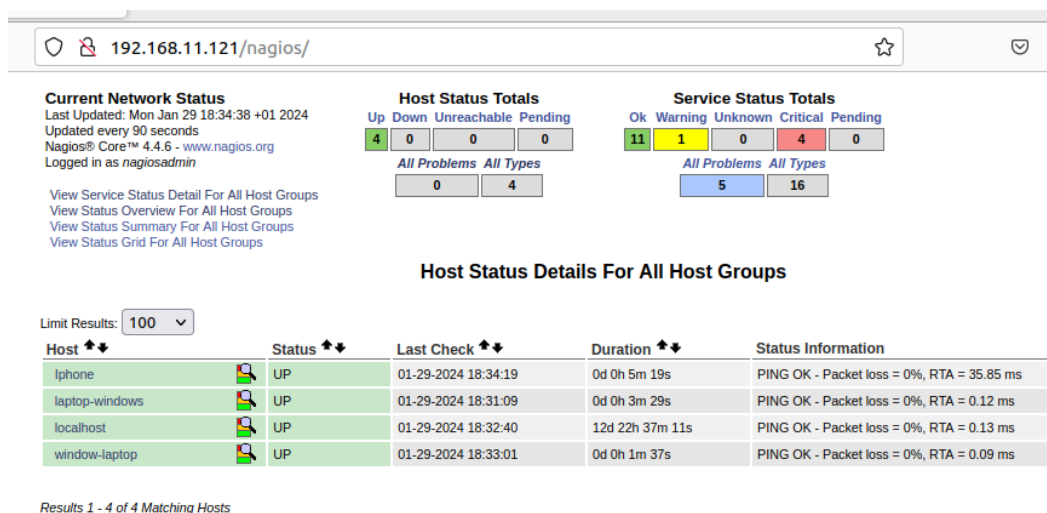 192.168.11.121/nagios/
Current Network Status
Last Updated: Mon Jan 29 18:34:38 +01 2024
Updated every 90 seconds
Nagios® Core™ 4.4.6 - www.nagios.org
Logged in as nagiosadmin
View Service Status Detail For All Host Groups
View Status Overview For All Host Groups
View Status Summary For All Host Groups
View Status Grid For All Host Groups
Host Status Totals
Up Down Unreachable Pending
4 0 0 0
All Problems All Types
0 4
Service Status Totals
Ok Warning Unknown Critical Pending
11 1 0 4 0
All Problems All Types
5 16
Host Status Details For All Host Groups
Limit Results: 100
Host Status Last Check Duration Status Information
Iphone UP 01-29-2024 18:34:19 0d 0h 5m 19s PING OK - Packet loss = 0%, RTA = 35.85 ms
laptop-windows UP 01-29-2024 18:31:09 0d 0h 3m 29s PING OK - Packet loss = 0%, RTA = 0.12 ms
localhost UP 01-29-2024 18:32:40 12d 22h 37m 11s PING OK - Packet loss = 0%, RTA = 0.13 ms
window-laptop UP 01-29-2024 18:33:01 0d 0h 1m 37s PING OK - Packet loss = 0%, RTA = 0.09 ms
Results 1 - 4 of 4 Matching Hosts